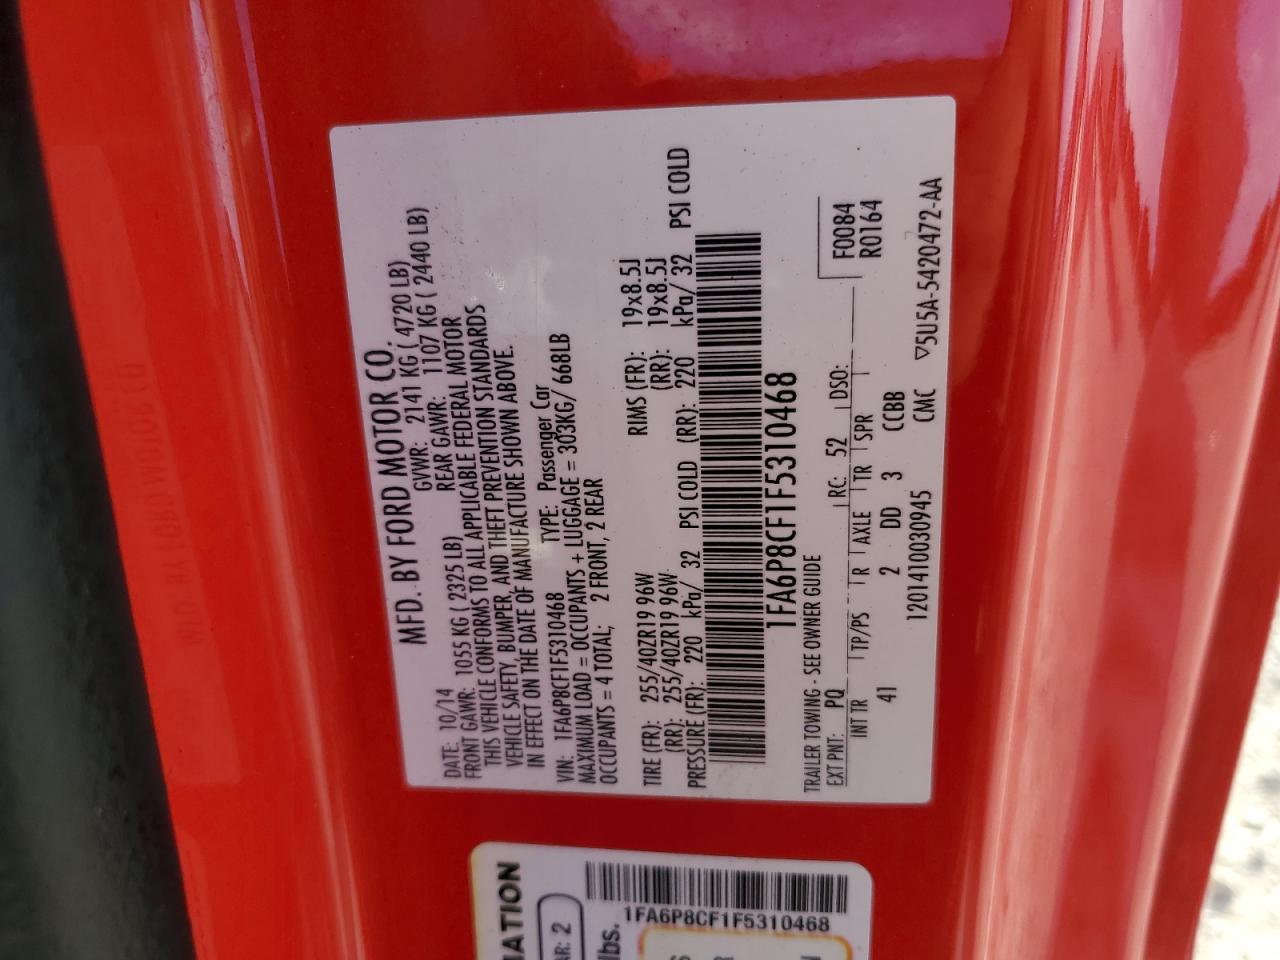 MFD. BY FORD MOTOR CO.
DATE: 10/14 GVWR: 2141 KG ( 4720 LB)
FRONT GAWR: 1055 KG ( 2325 LB) REAR GAWR: 1107 KG ( 2440 LB)
THIS VEHICLE CONFORMS TO ALL APPLICABLE FEDERAL MOTOR
VEHICLE SAFETY, BUMPER, AND THEFT PREVENTION STANDARDS
IN EFFECT ON THE DATE OF MANUFACTURE SHOWN ABOVE.
VIN: 1FA6P8CF1F5310468 TYPE: Passenger Car
MAXIMUM LOAD = OCCUPANTS + LUGGAGE = 303KG/ 668LB
OCCUPANTS = 4 TOTAL; 2 FRONT, 2 REAR
TIRE (FR): 255/40ZR19 96W RIMS (FR): 19x8.5J
(RR): 255/40ZR19 96W (RR): 19x8.5J
PRESSURE (FR): 220 kPa/ 32 PSI COLD (RR): 220 kPa/ 32 PSI COLD
1FA6P8CF1F5310468
TRAILER TOWING - SEE OWNER GUIDE
EXT PNT: PQ RC: 52 DSO: F0084
INT TR TP/PS R AXLE TR SPR R0164
41 2 DD 3 CCBB
1201410030945 CMC ▽5U5A-5420472-AA
MATION
AR: 2
lbs.
1FA6P8CF1F5310468